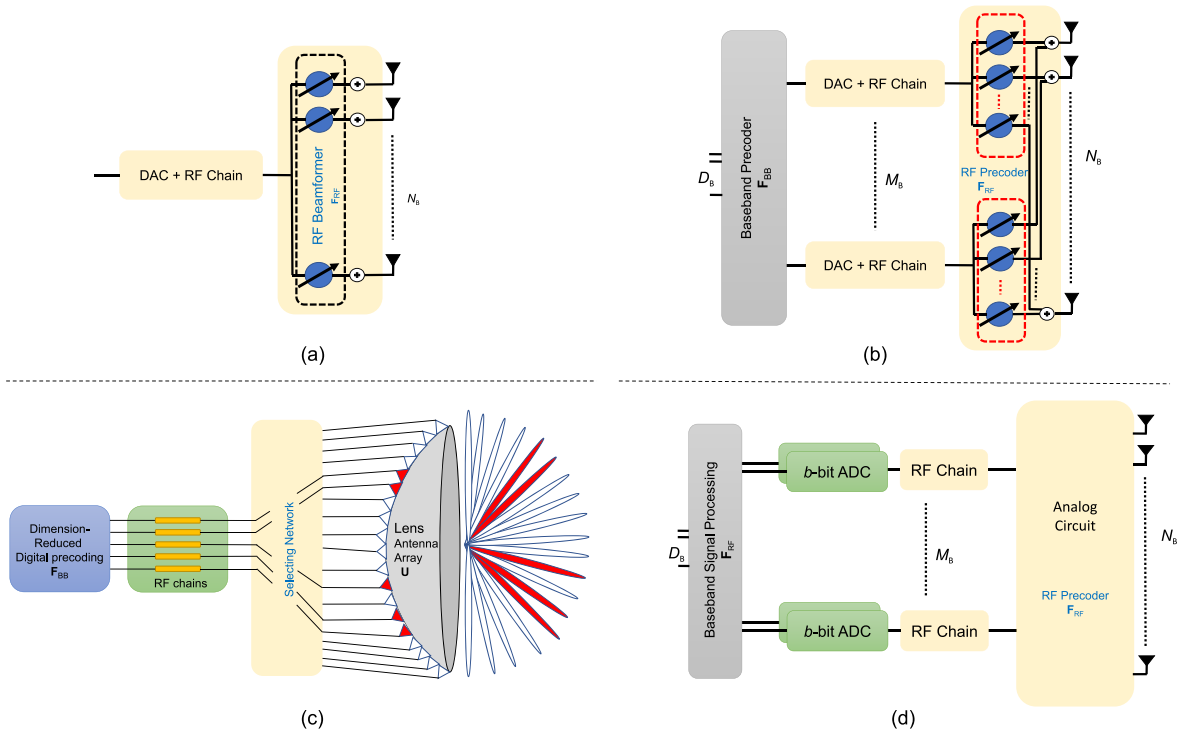 DAC + RF Chain
RF Beamformer
F_RF
N_B
(a)
D_B
Baseband Precoder
F_BB
DAC + RF Chain
M_B
DAC + RF Chain
RF Precoder
F_RF
N_B
(b)
Dimension-
Reduced
Digital precoding
F_BB
RF chains
Selecting Network
Lens
Antenna
Array
U
(c)
D_B
Baseband Signal Processing
F_RF
b-bit ADC
RF Chain
M_B
b-bit ADC
RF Chain
Analog
Circuit
RF Precoder
F_RF
N_B
(d)